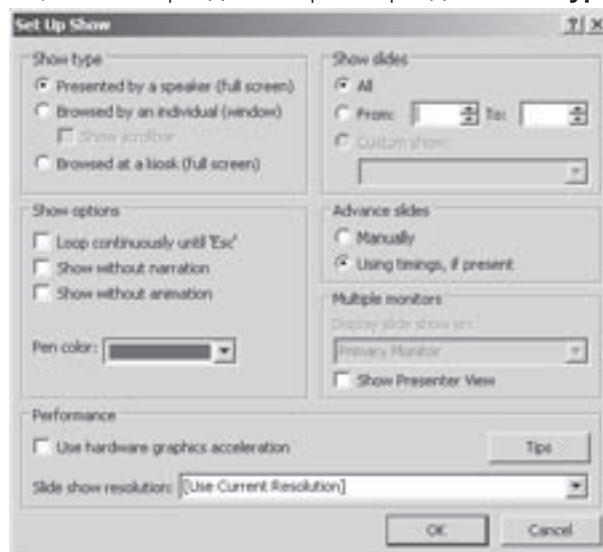 Set Up Show
Show type
Presented by a speaker (full screen)
Browsed by an individual (window)
Show scrollbar
Browsed at a kiosk (full screen)
Show slides
All
From: To:
Custom show:
Show options
Loop continuously until 'Esc'
Show without narration
Show without animation
Pen color:
Advance slides
Manually
Using timings, if present
Multiple monitors
Display slide show on:
Primary Monitor
Show Presenter View
Performance
Use hardware graphics acceleration
Tips
Slide show resolution: [Use Current Resolution]
OK Cancel